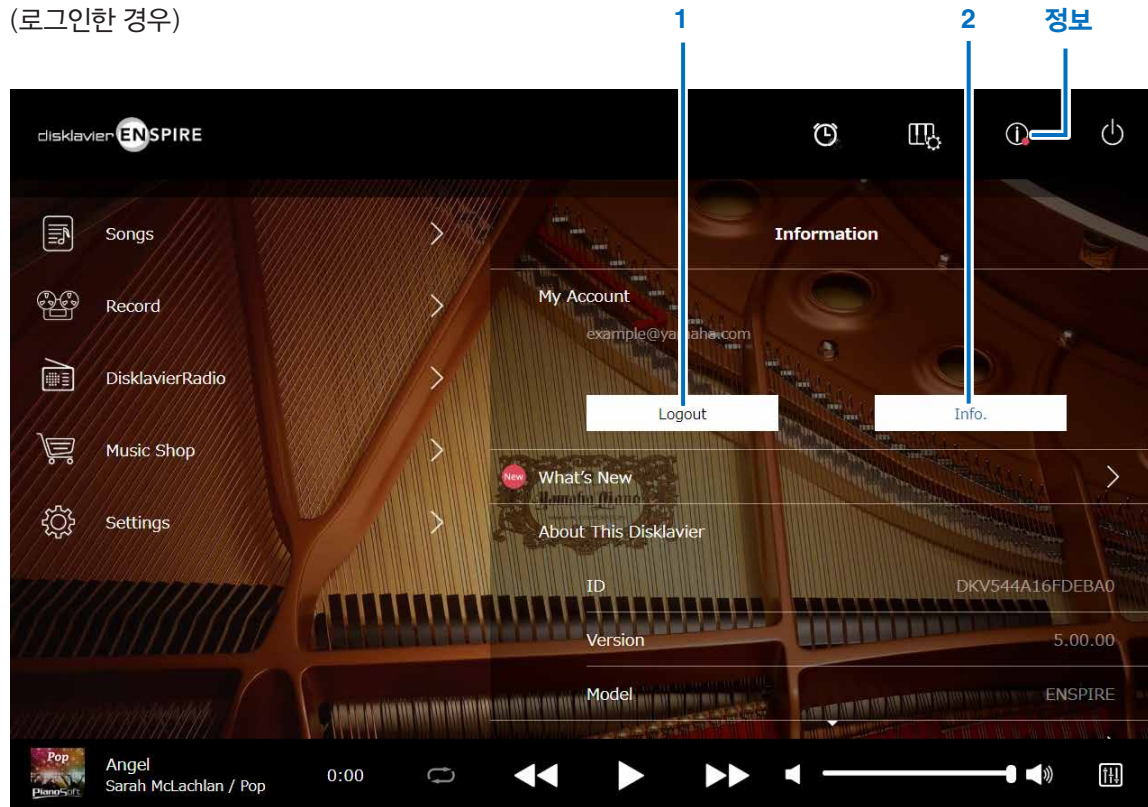 (로그인한 경우)
1
2
정보
disklavier ENSPIRE
Songs
Record
DisklavierRadio
Music Shop
Settings
Information
My Account
example@yamaha.com
Logout
Info.
New
What's New
Yamaha Piano
About This Disklavier
ID
DKV544A16FDEBA0
Version
5.00.00
Model
ENSPIRE
Pop
PianoSoft
Angel
Sarah McLachlan / Pop
0:00